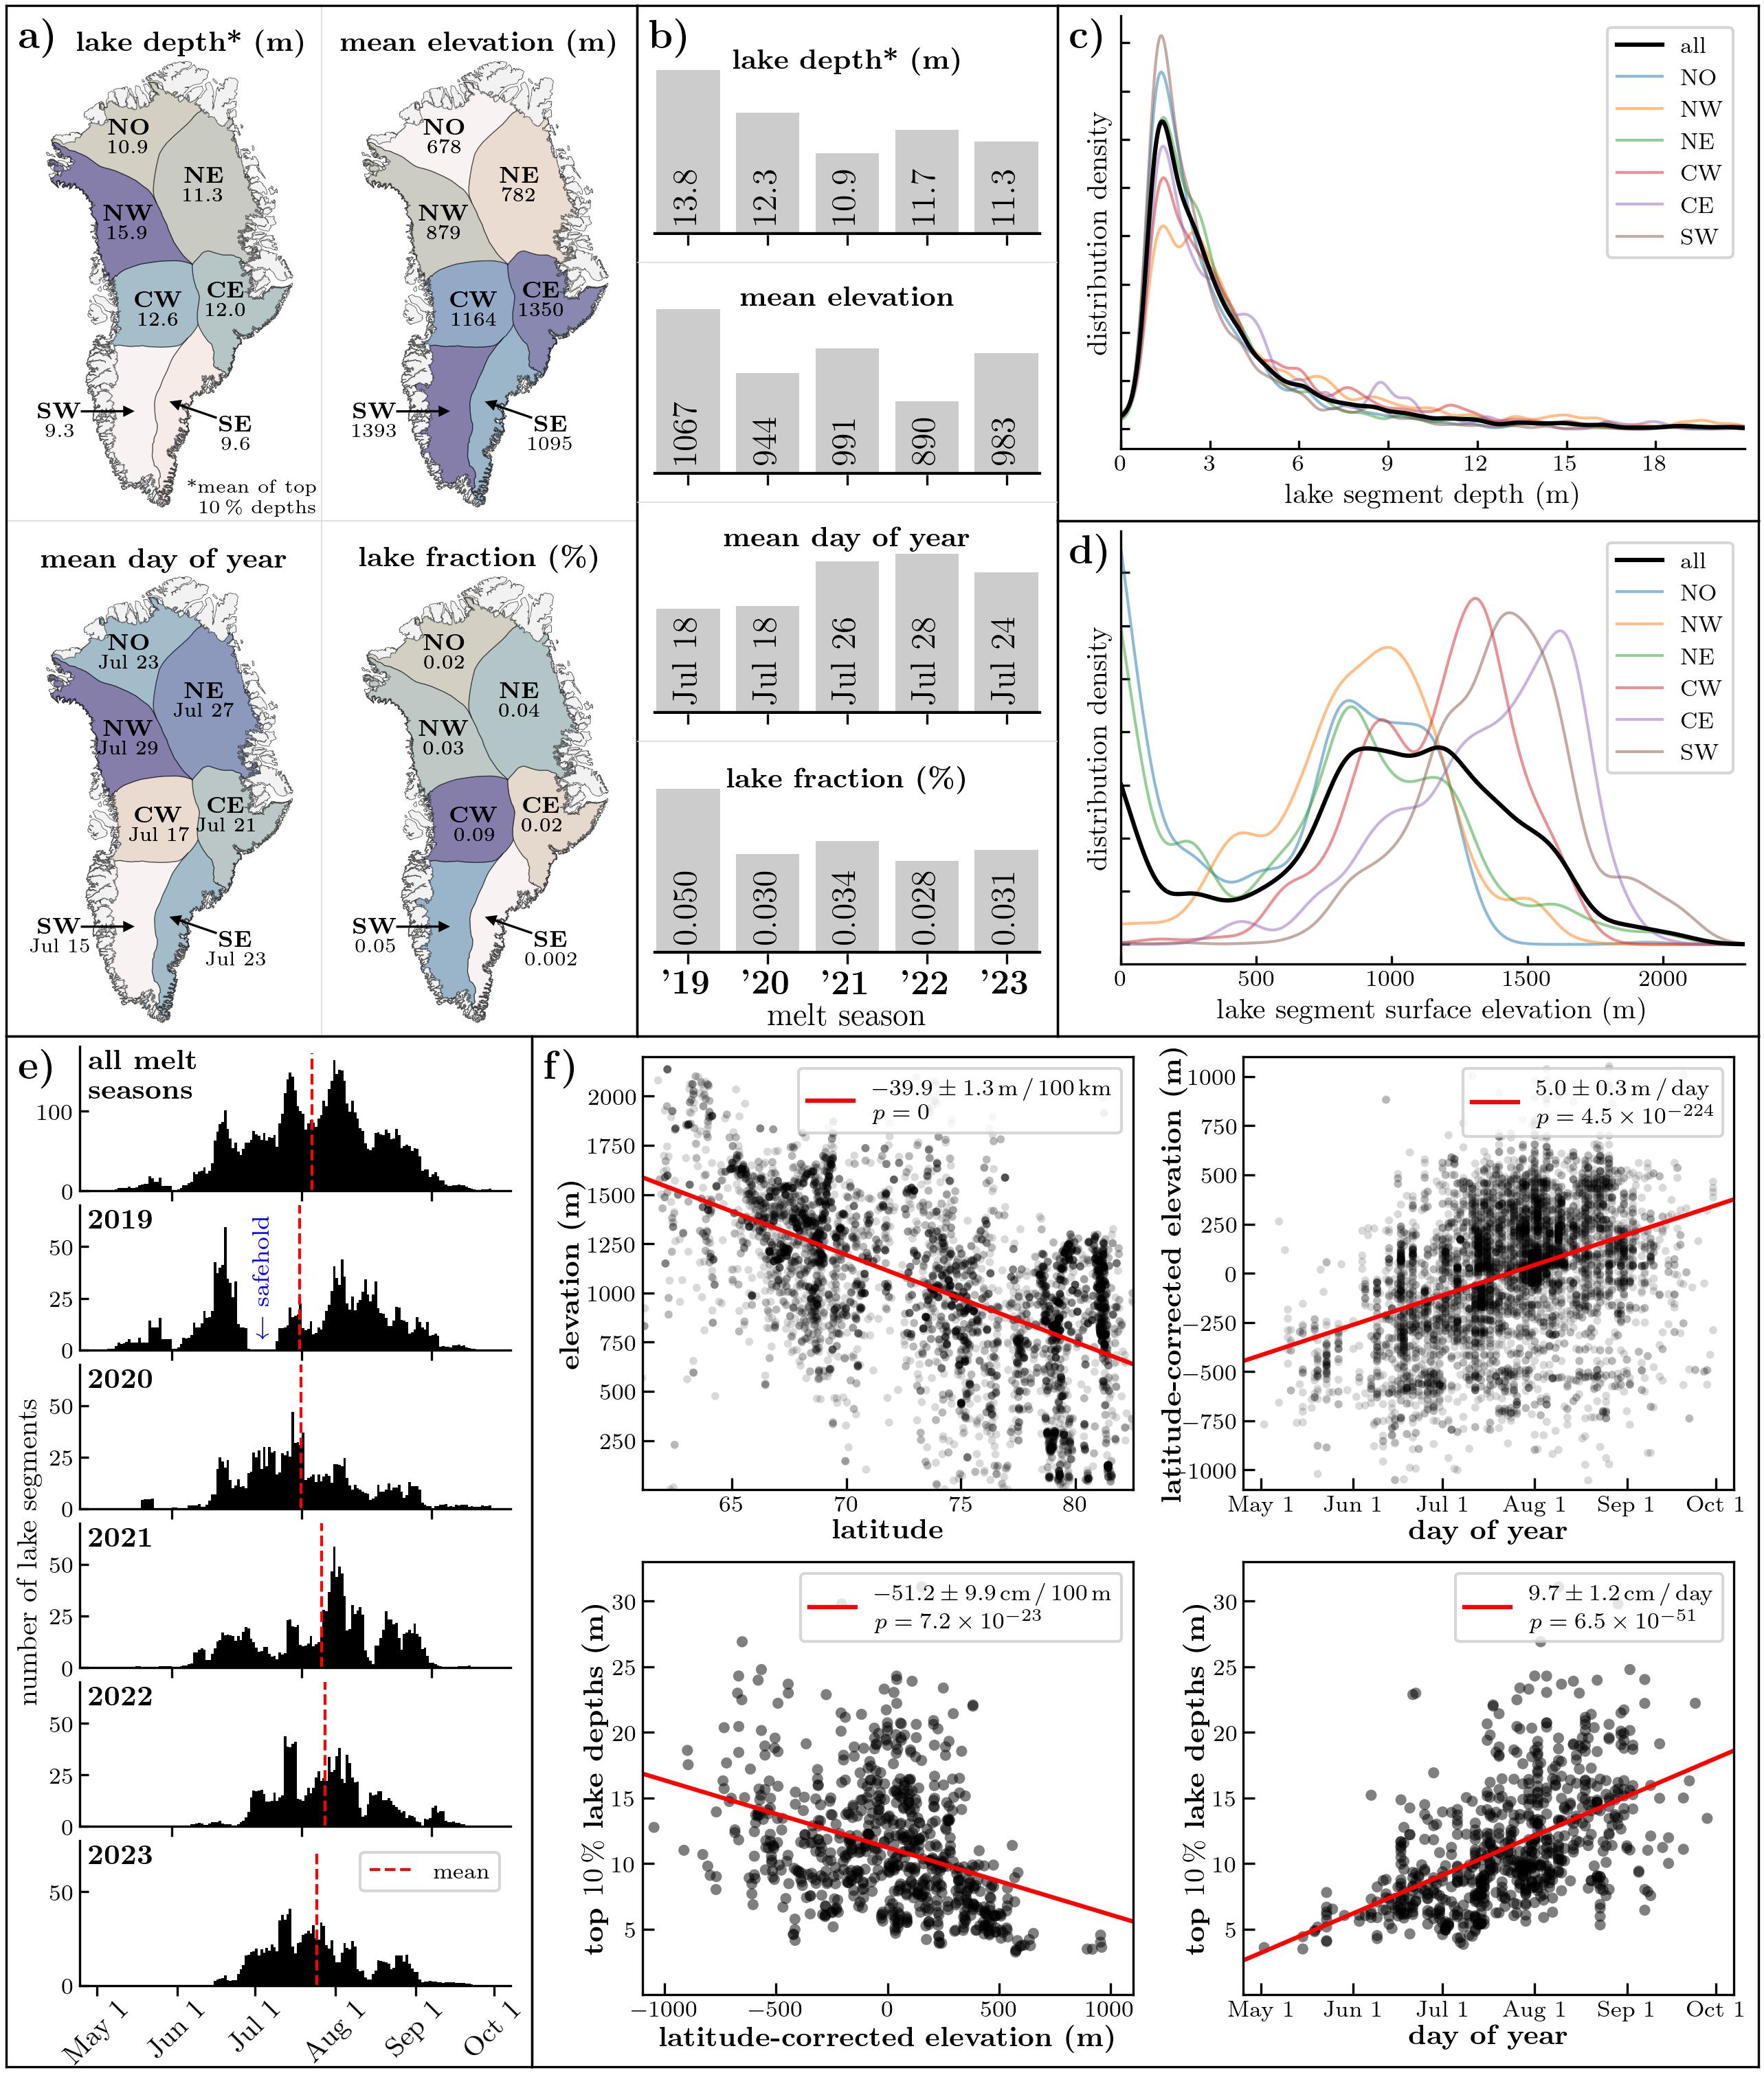 a)
lake depth* (m)
NO
10.9
NE
11.3
NW
15.9
CW
12.6
CE
12.0
SW
9.3
SE
9.6
*mean of top
10 % depths
mean elevation (m)
NO
678
NE
782
NW
879
CW
1164
CE
1350
SW
1393
SE
1095
mean day of year
NO
Jul 23
NE
Jul 27
NW
Jul 29
CW
Jul 17
CE
Jul 21
SW
Jul 15
SE
Jul 23
lake fraction (%)
NO
0.02
NE
0.04
NW
0.03
CW
0.09
CE
0.02
SW
0.05
SE
0.002
b)
lake depth* (m)
13.8
12.3
10.9
11.7
11.3
mean elevation
1067
944
991
890
983
mean day of year
Jul 18
Jul 18
Jul 26
Jul 28
Jul 24
lake fraction (%)
0.050
0.030
0.034
0.028
0.031
’19 ’20 ’21 ’22 ’23
melt season
c)
distribution density
all
NO
NW
NE
CW
CE
SW
0 3 6 9 12 15 18
lake segment depth (m)
d)
distribution density
all
NO
NW
NE
CW
CE
SW
0 500 1000 1500 2000
lake segment surface elevation (m)
e)
number of lake segments
all melt
seasons
100
0
2019
← safehold
50
25
0
2020
50
25
0
2021
50
25
0
2022
50
25
0
2023
mean
50
0
May 1 Jun 1 Jul 1 Aug 1 Sep 1 Oct 1
f)
elevation (m)
−39.9 ± 1.3 m / 100 km
p = 0
2000
1750
1500
1250
1000
750
500
250
65 70 75 80
latitude
latitude-corrected elevation (m)
5.0 ± 0.3 m / day
p = 4.5 × 10⁻²²⁴
1000
750
500
250
0
−250
−500
−750
−1000
May 1 Jun 1 Jul 1 Aug 1 Sep 1 Oct 1
day of year
top 10 % lake depths (m)
−51.2 ± 9.9 cm / 100 m
p = 7.2 × 10⁻²³
30
25
20
15
10
5
−1000 −500 0 500 1000
latitude-corrected elevation (m)
top 10 % lake depths (m)
9.7 ± 1.2 cm / day
p = 6.5 × 10⁻⁵¹
30
25
20
15
10
5
May 1 Jun 1 Jul 1 Aug 1 Sep 1 Oct 1
day of year